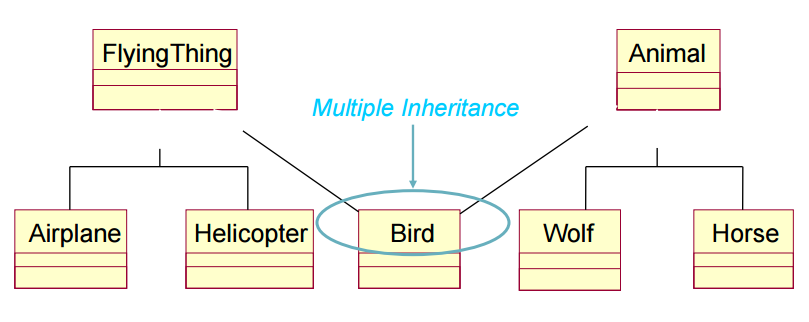 FlyingThing
Animal
Multiple Inheritance
Airplane
Helicopter
Bird
Wolf
Horse